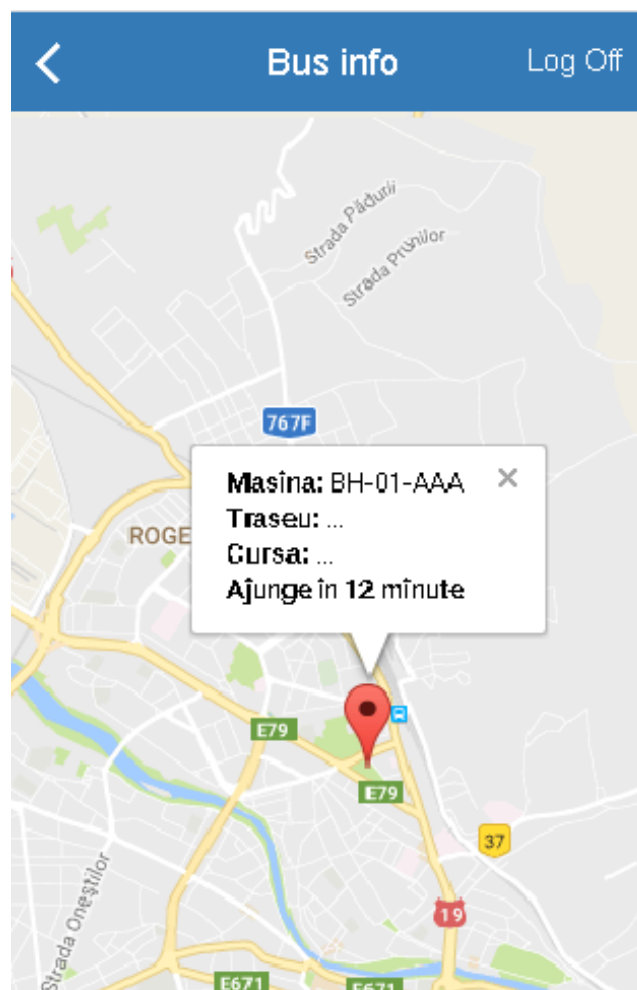 Bus info
Log Off
Strada Pădurii
Strada Prunilor
767F
Masina: BH-01-AAA ×
Traseu: ...
Cursa: ...
Ajunge în 12 minute
ROGE
E79
E79
37
19
Strada Oneștilor
E671
E671